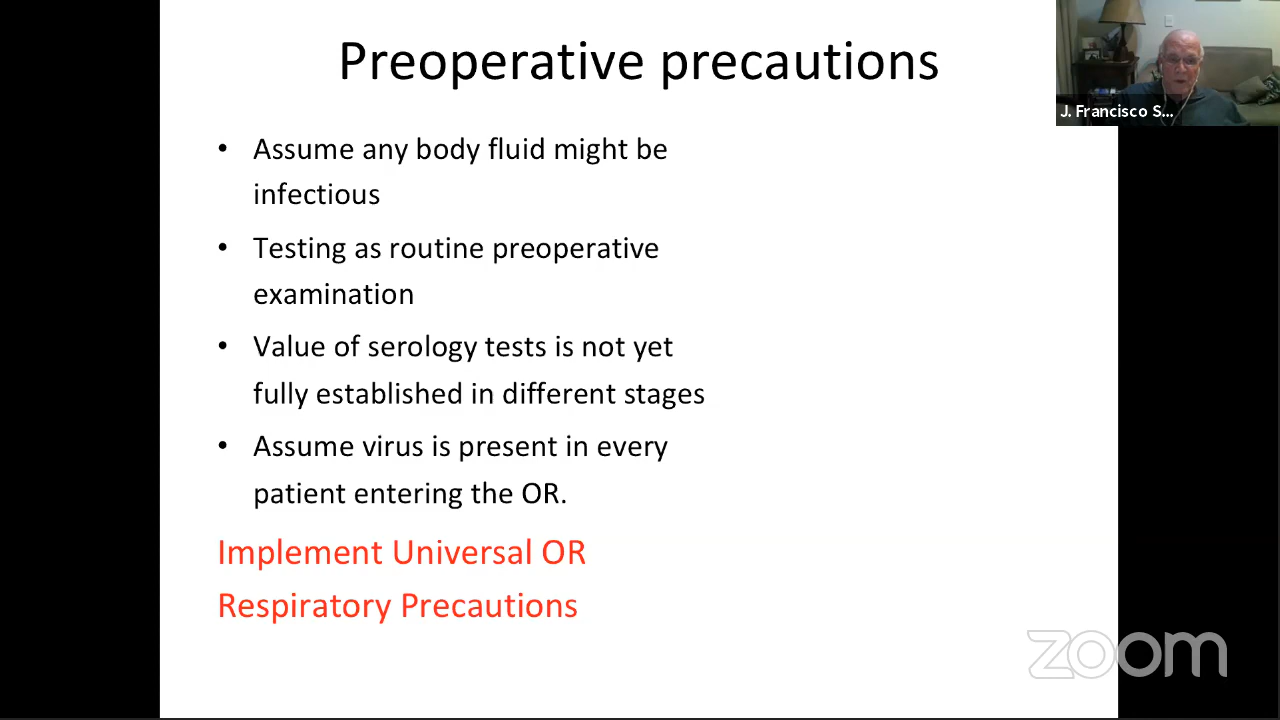 Preoperative precautions
J. Francisco S...
• Assume any body fluid might be
infectious
• Testing as routine preoperative
examination
• Value of serology tests is not yet
fully established in different stages
• Assume virus is present in every
patient entering the OR.
Implement Universal OR
Respiratory Precautions
zoom